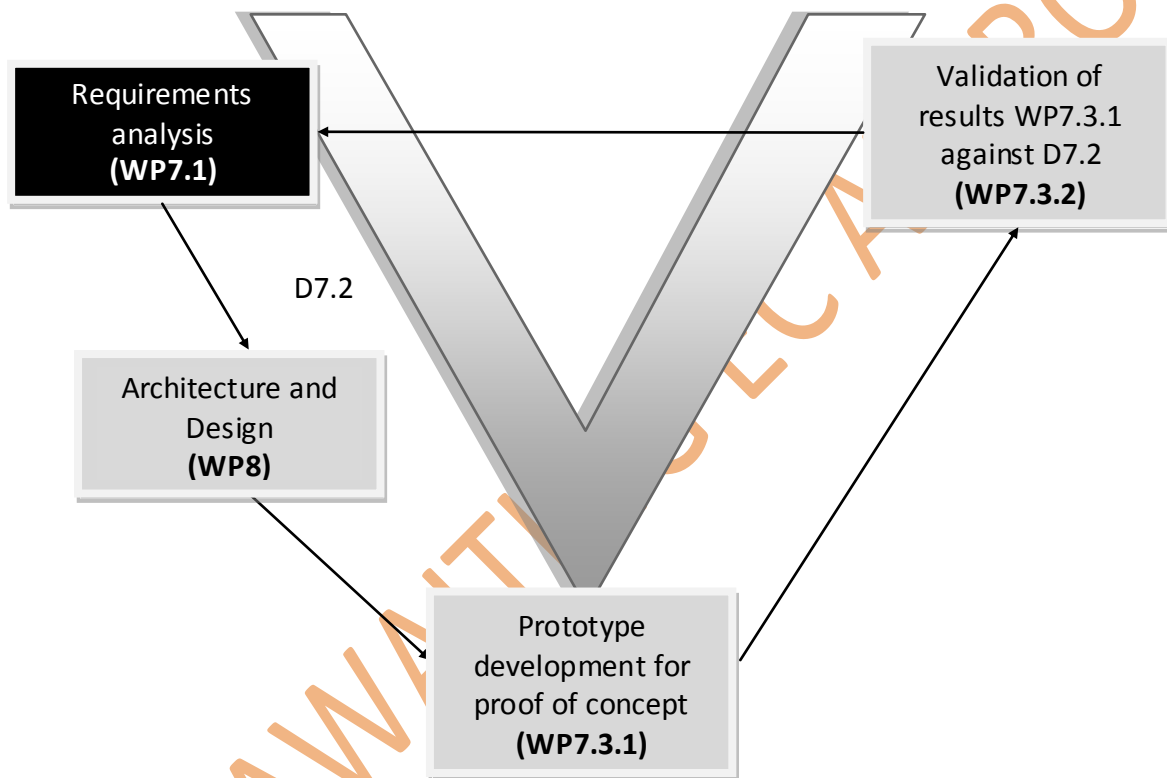 Requirements
analysis
(WP7.1)
Validation of
results WP7.3.1
against D7.2
(WP7.3.2)
D7.2
Architecture and
Design
(WP8)
Prototype
development for
proof of concept
(WP7.3.1)